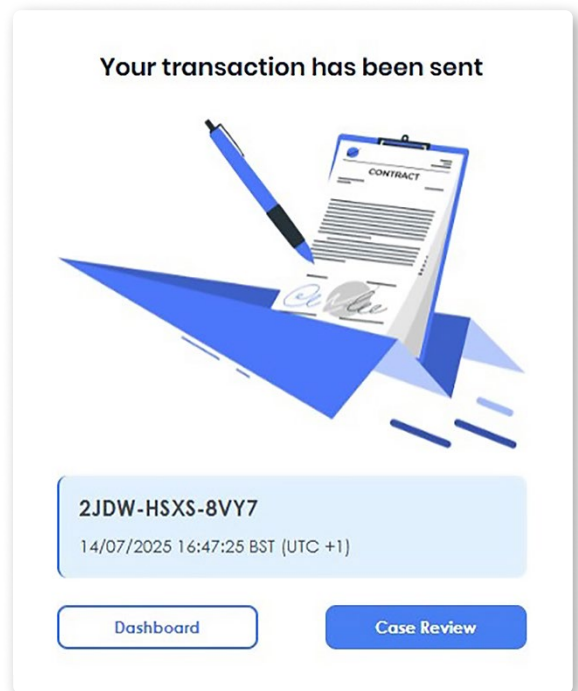 Your transaction has been sent
CONTRACT
2JDW-HSXS-8VY7
14/07/2025 16:47:25 BST (UTC +1)
Dashboard
Case Review